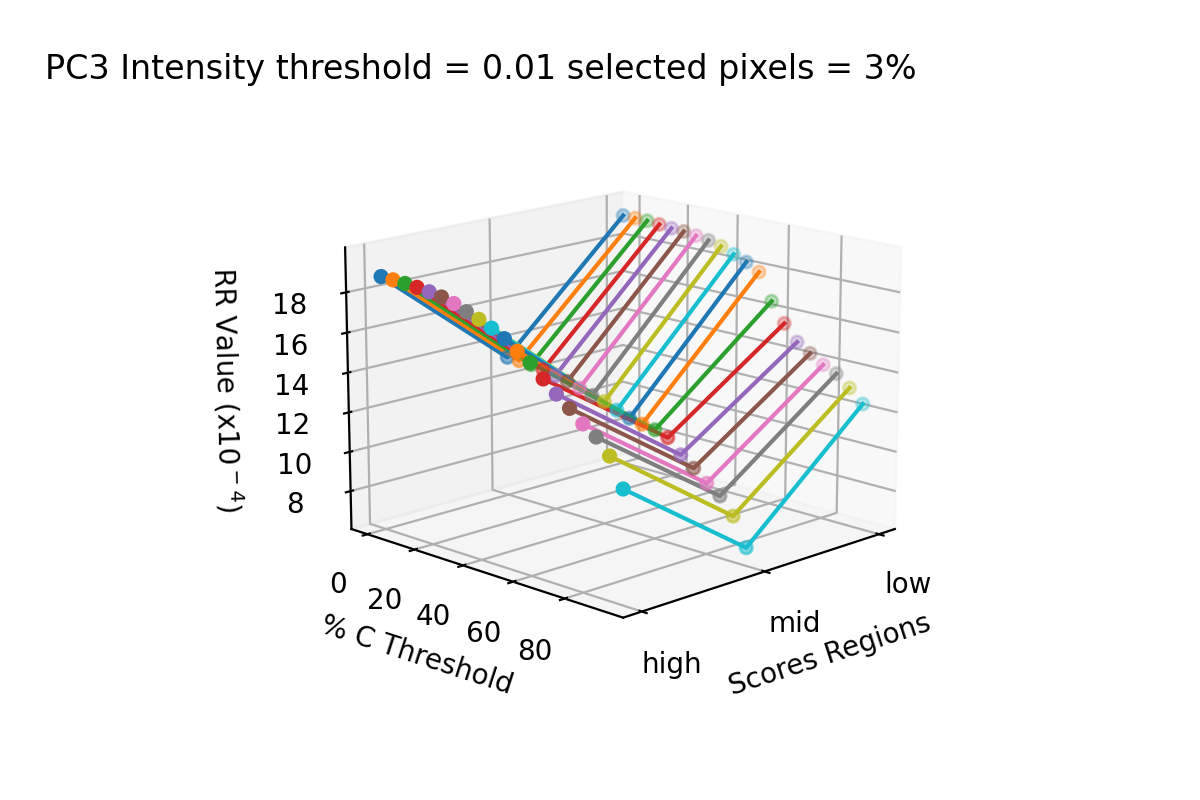 PC3 Intensity threshold = 0.01 selected pixels = 3%
RR Value (x10⁻⁴)
18
16
14
12
10
8
0
20
40
60
80
% C Threshold
high
mid
low
Scores Regions